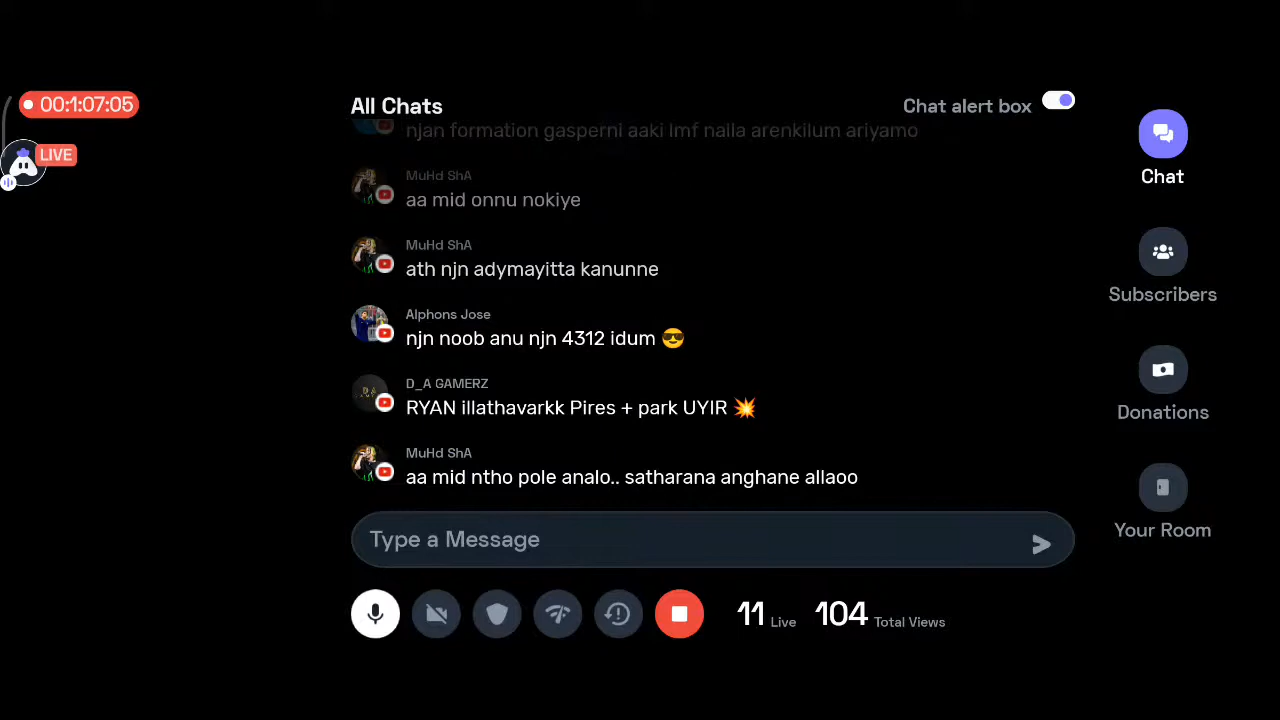 00:1:07:05
LIVE
All Chats
Chat alert box
njan formation gasperni aaki lmf nalla arenkilum ariyamo
MuHd ShA
aa mid onnu nokiye
MuHd ShA
ath njn adymayitta kanunne
Alphons Jose
njn noob anu njn 4312 idum 😎
D_A GAMERZ
RYAN illathavarkk Pires + park UYIR 💥
MuHd ShA
aa mid ntho pole analo.. satharana anghane allaoo
Type a Message
11 Live 104 Total Views
Chat
Subscribers
Donations
Your Room